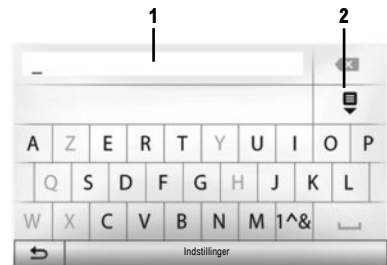 1 2
_
A Z E R T Y U I O P
Q S D F G H J K L
W X C V B N M 1^&
Indstillinger